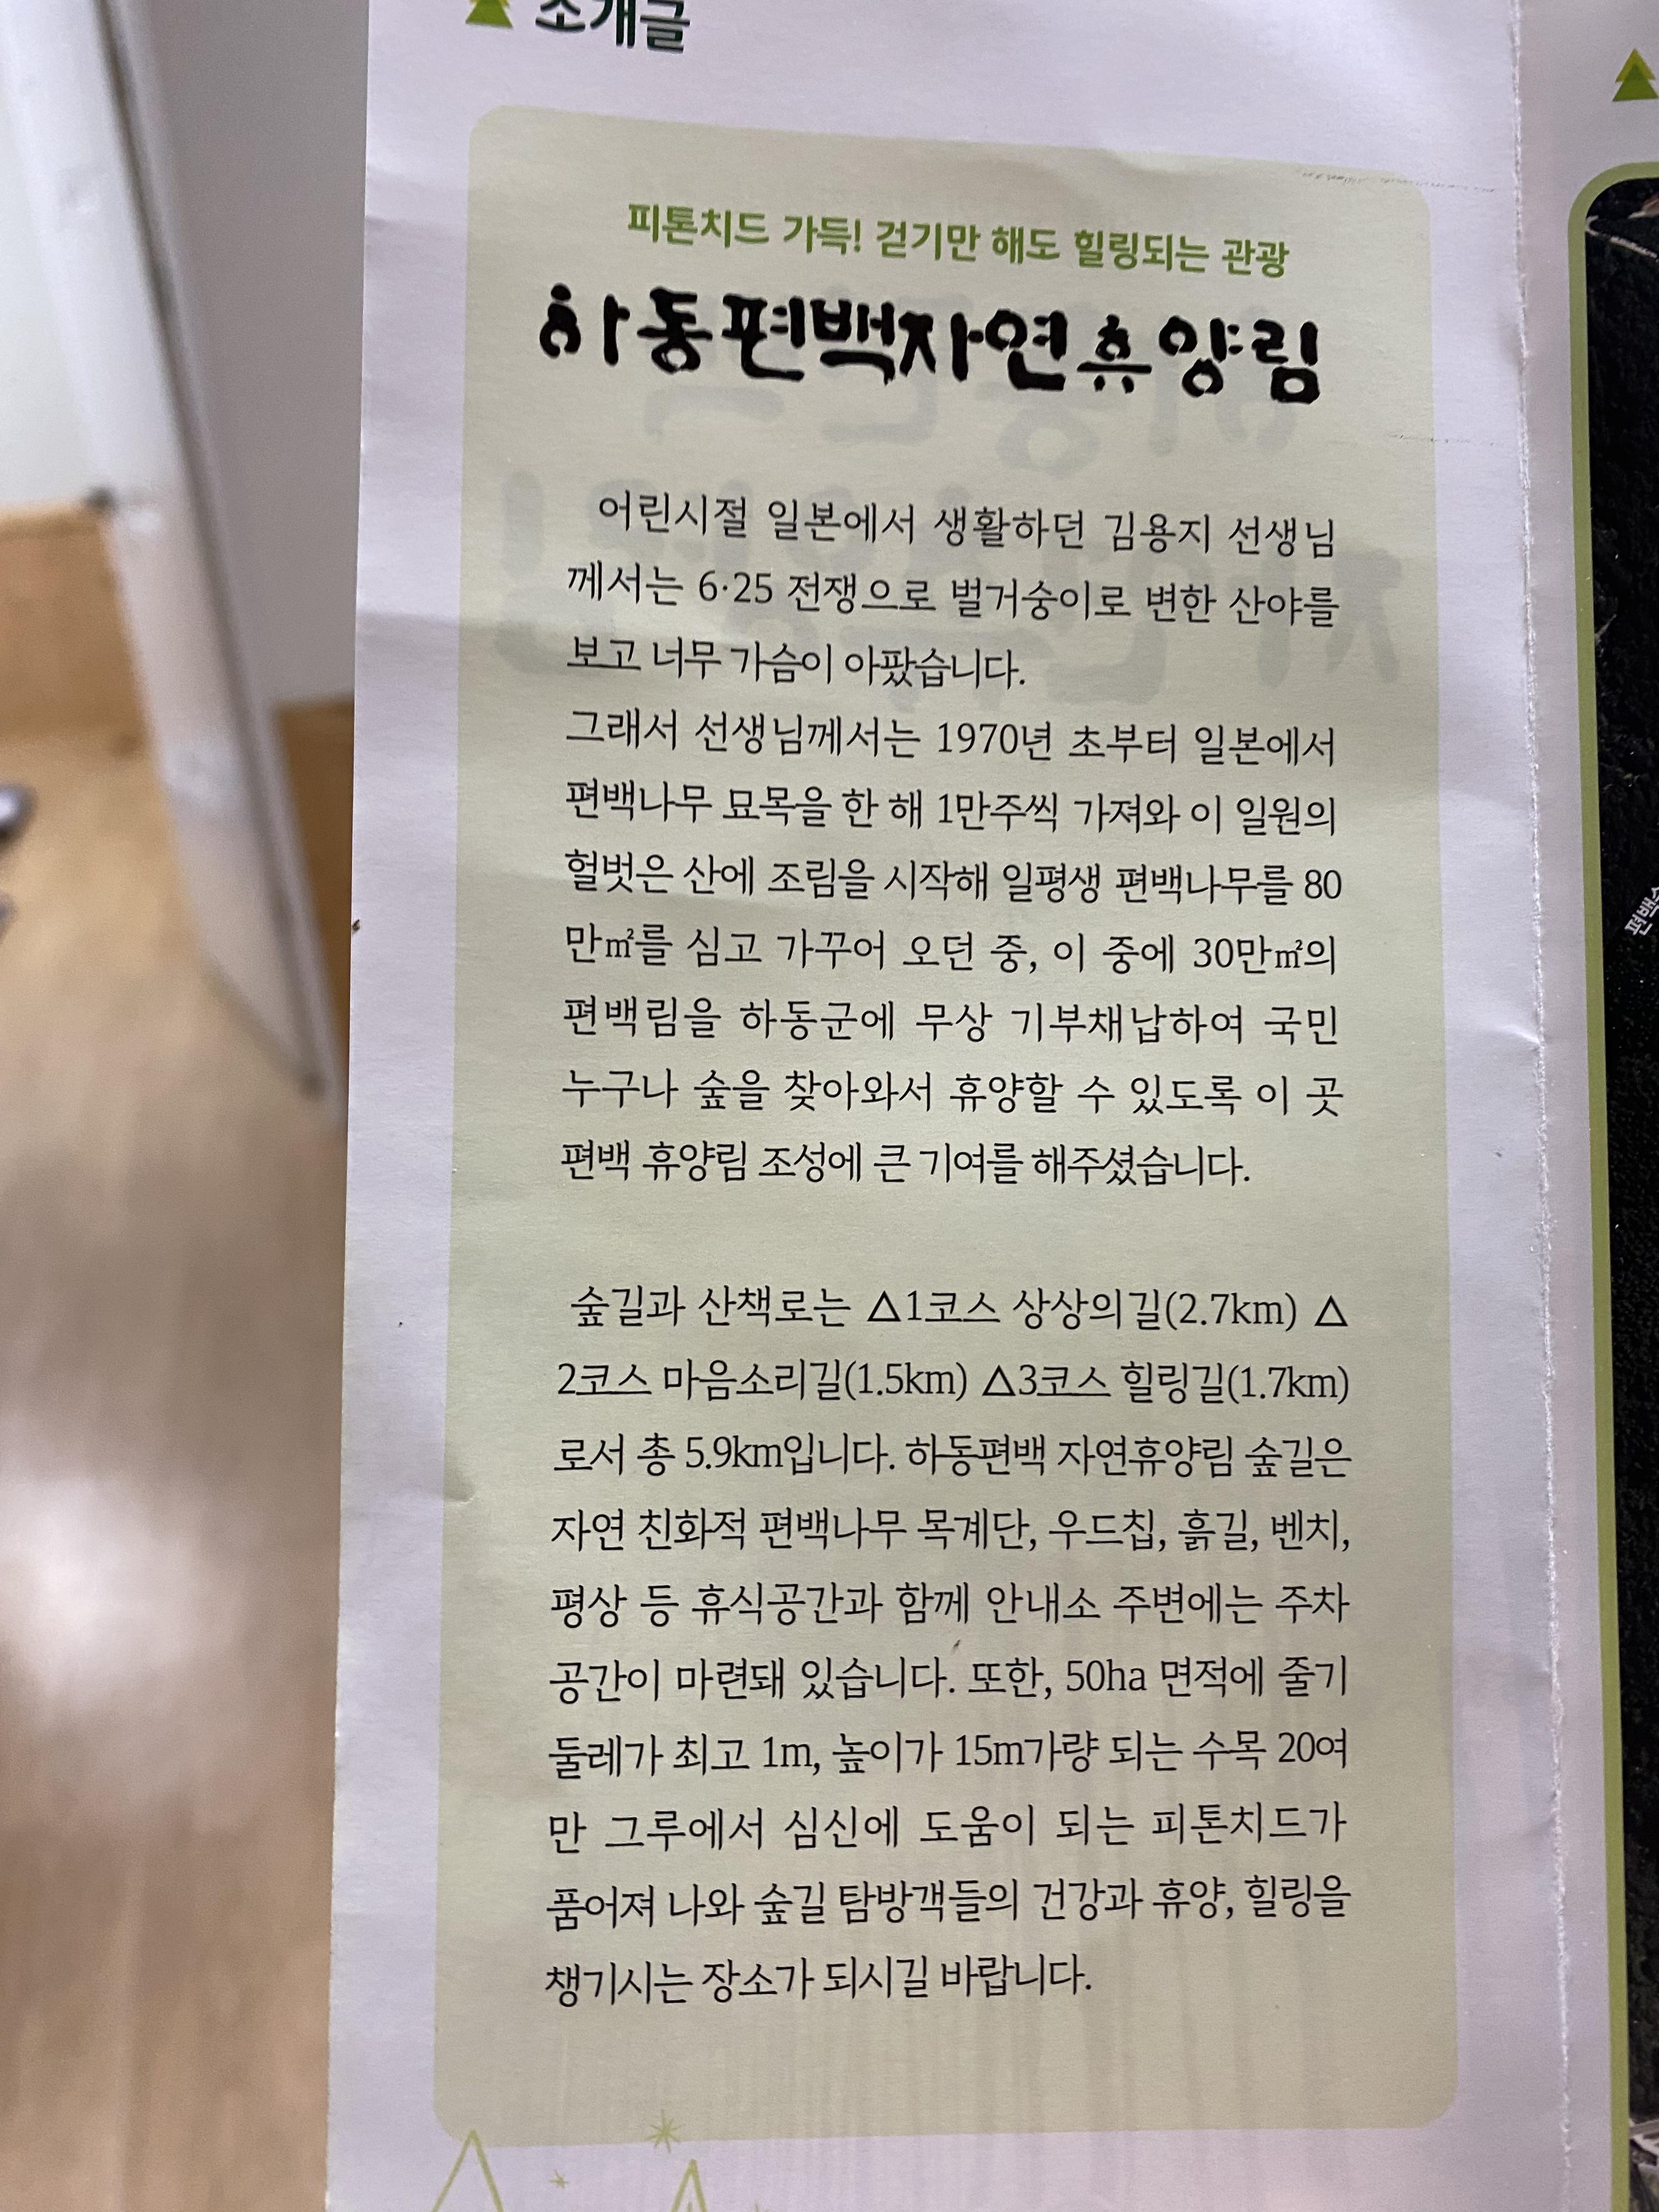 소개글
피톤치드 가득! 걷기만 해도 힐링되는 관광
하동편백자연휴양림
어린시절 일본에서 생활하던 김용지 선생님
께서는 6·25 전쟁으로 벌거숭이로 변한 산야를
보고 너무 가슴이 아팠습니다.
그래서 선생님께서는 1970년 초부터 일본에서
편백나무 묘목을 한 해 1만주씩 가져와 이 일원의
헐벗은 산에 조림을 시작해 일평생 편백나무를 80
만㎡를 심고 가꾸어 오던 중, 이 중에 30만㎡의
편백림을 하동군에 무상 기부채납하여 국민
누구나 숲을 찾아와서 휴양할 수 있도록 이 곳
편백 휴양림 조성에 큰 기여를 해주셨습니다.
숲길과 산책로는 △1코스 상상의길(2.7km) △
2코스 마음소리길(1.5km) △3코스 힐링길(1.7km)
로서 총 5.9km입니다. 하동편백 자연휴양림 숲길은
자연 친화적 편백나무 목계단, 우드칩, 흙길, 벤치,
평상 등 휴식공간과 함께 안내소 주변에는 주차
공간이 마련돼 있습니다. 또한, 50ha 면적에 줄기
둘레가 최고 1m, 높이가 15m가량 되는 수목 20여
만 그루에서 심신에 도움이 되는 피톤치드가
품어져 나와 숲길 탐방객들의 건강과 휴양, 힐링을
챙기시는 장소가 되시길 바랍니다.